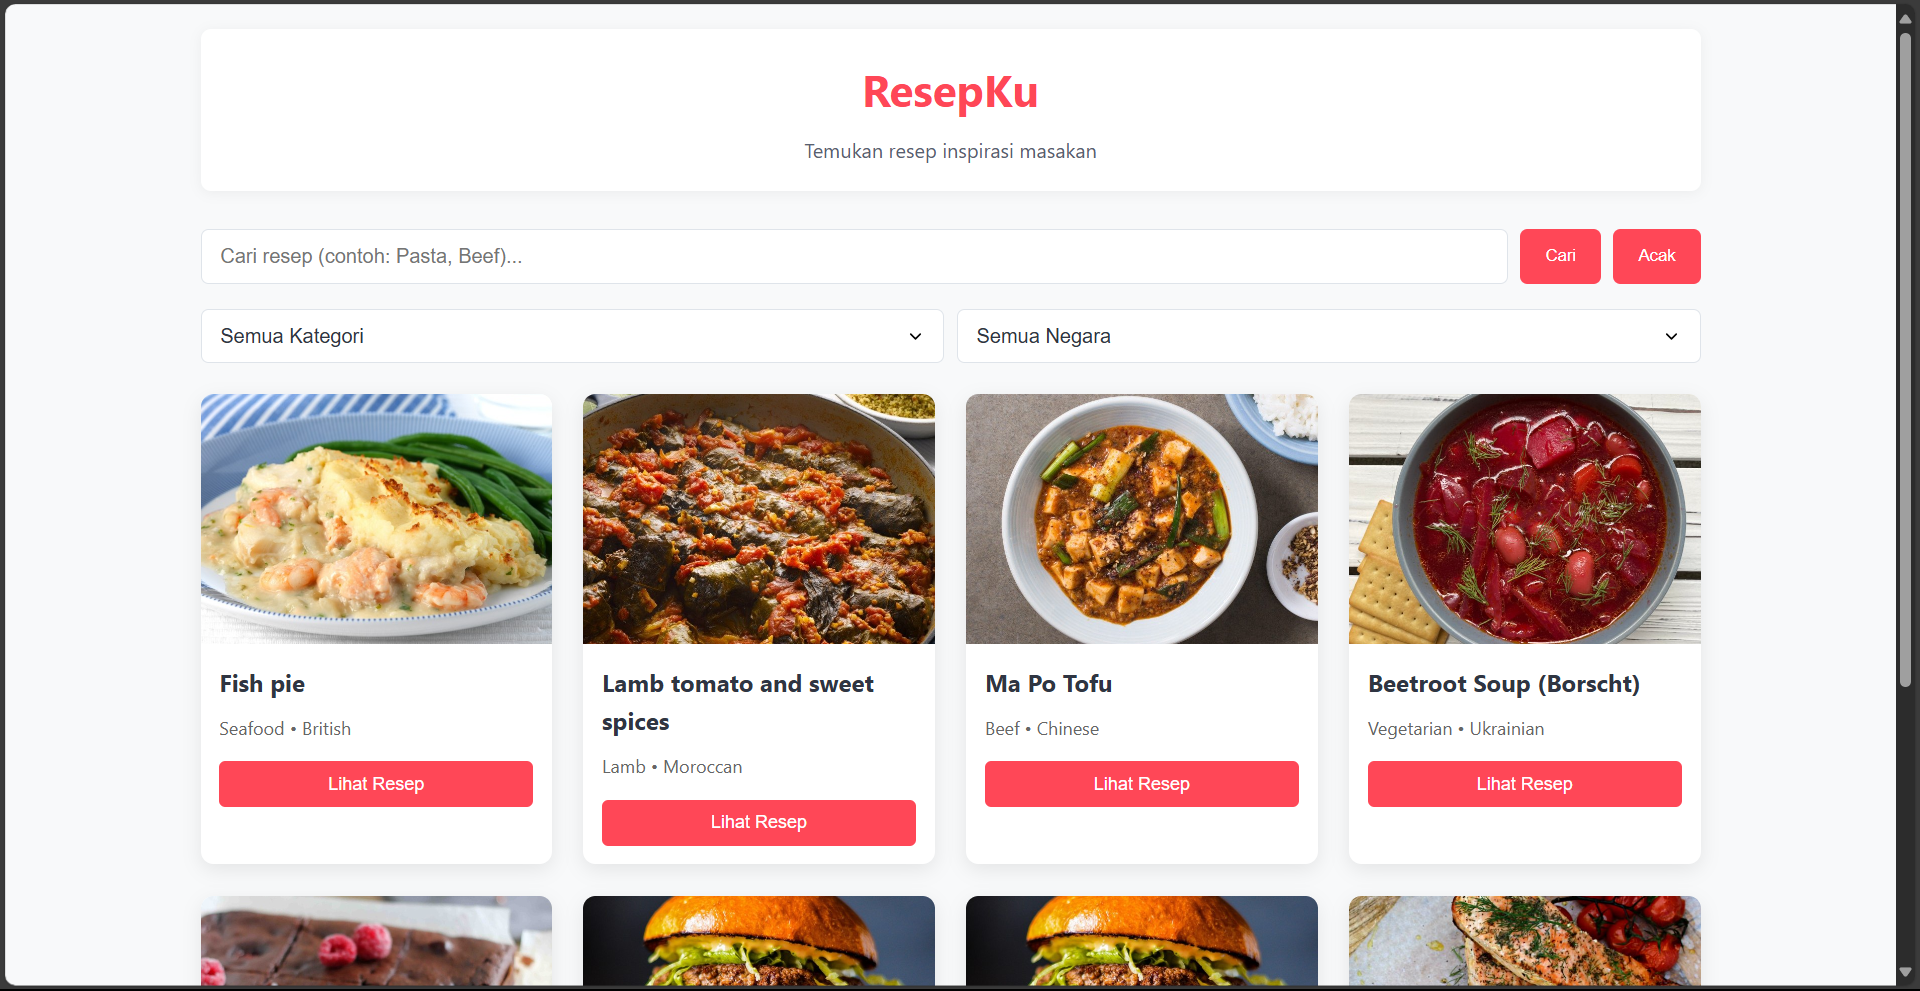 ResepKu
Temukan resep inspirasi masakan
Cari resep (contoh: Pasta, Beef)...
Cari
Acak
Semua Kategori
Semua Negara
Fish pie
Seafood • British
Lihat Resep
Lamb tomato and sweet
spices
Lamb • Moroccan
Lihat Resep
Ma Po Tofu
Beef • Chinese
Lihat Resep
Beetroot Soup (Borscht)
Vegetarian • Ukrainian
Lihat Resep